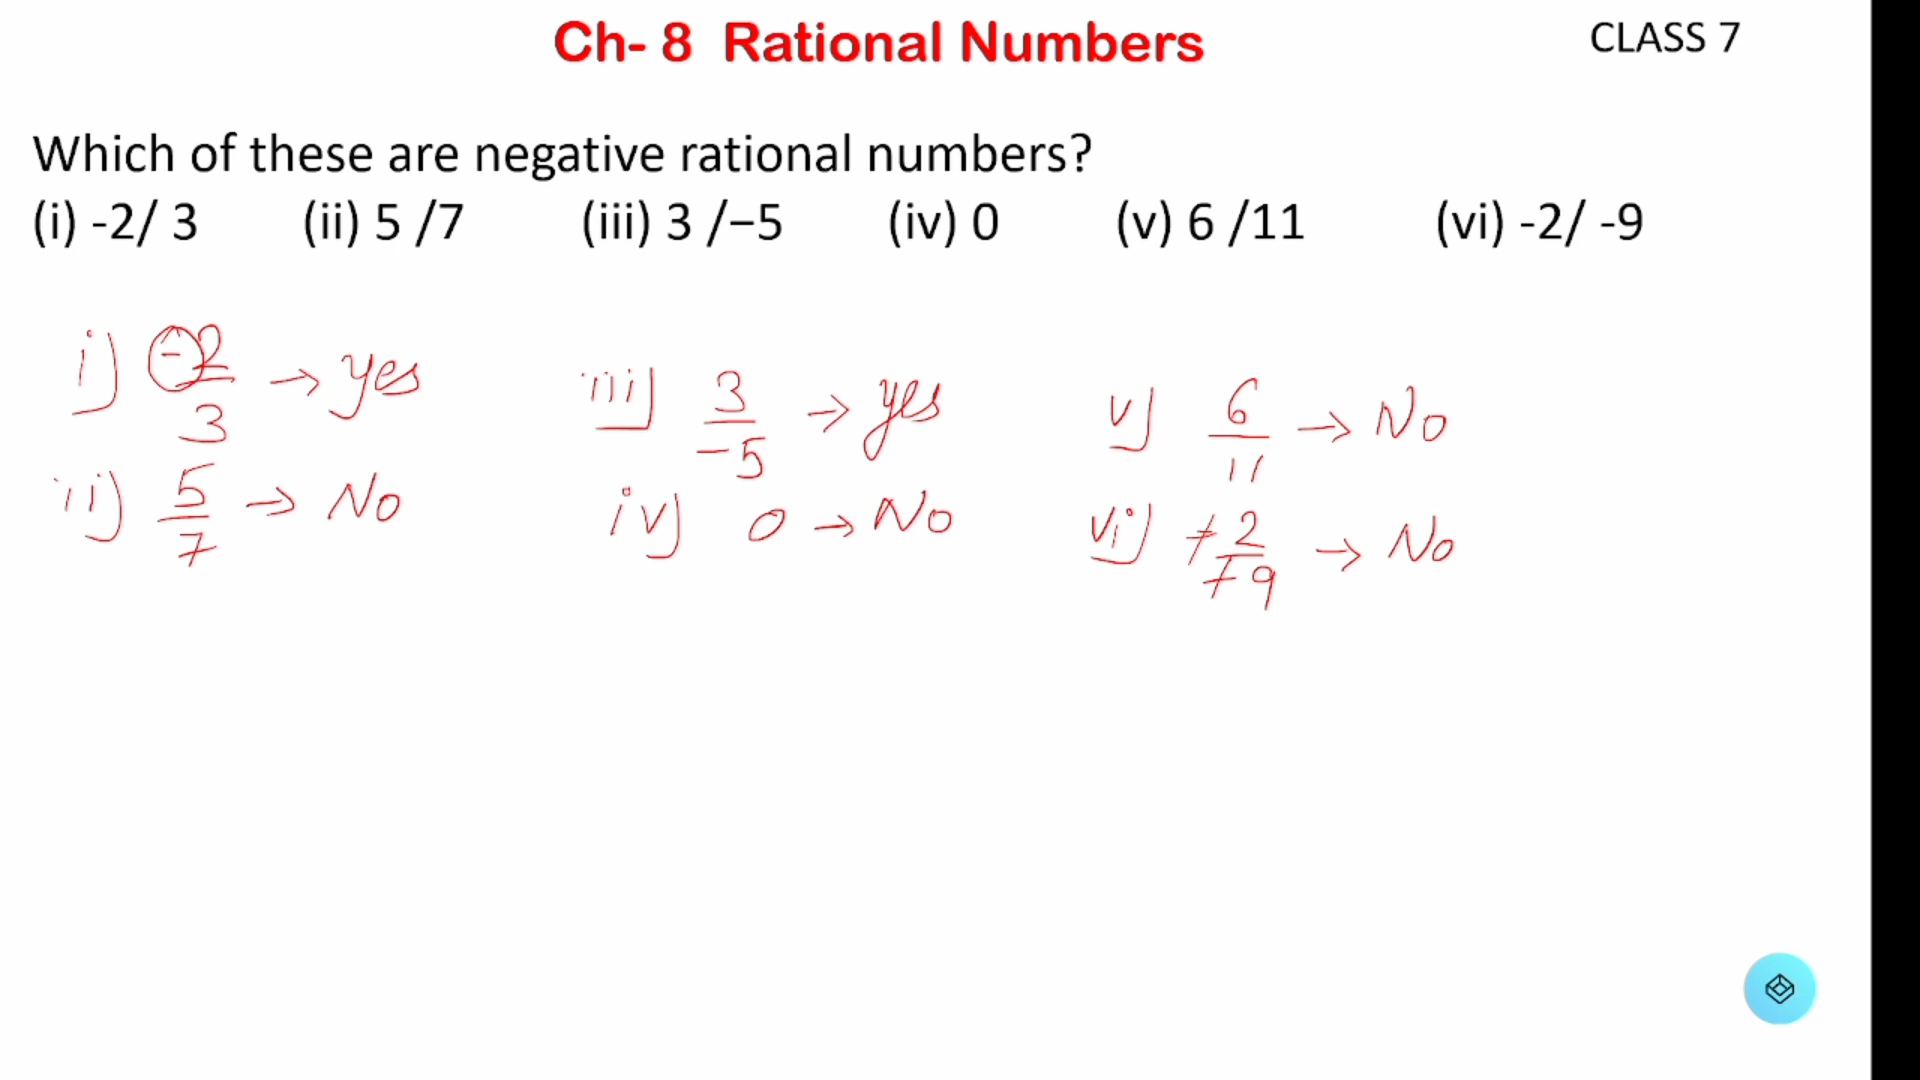 Ch- 8 Rational Numbers
CLASS 7
Which of these are negative rational numbers?
(i) -2/ 3 (ii) 5 /7 (iii) 3 /−5 (iv) 0 (v) 6 /11 (vi) -2/ -9
i) -2/3 → yes
ii) 5/7 → No
iii) 3/-5 → yes
iv) 0 → No
v) 6/11 → No
vi) -2/-9 → No